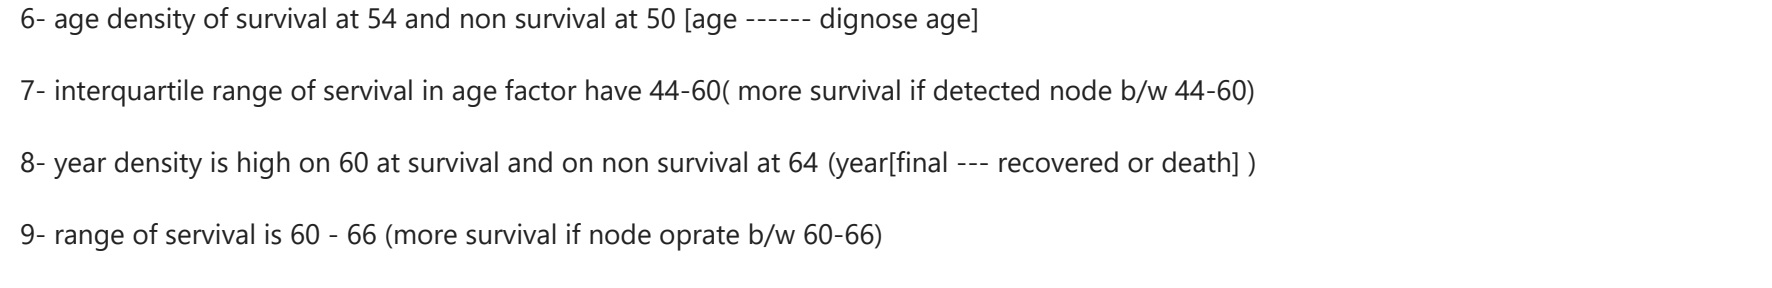 6- age density of survival at 54 and non survival at 50 [age ------ dignose age]
7- interquartile range of servival in age factor have 44-60( more survival if detected node b/w 44-60)
8- year density is high on 60 at survival and on non survival at 64 (year[final --- recovered or death] )
9- range of servival is 60 - 66 (more survival if node oprate b/w 60-66)